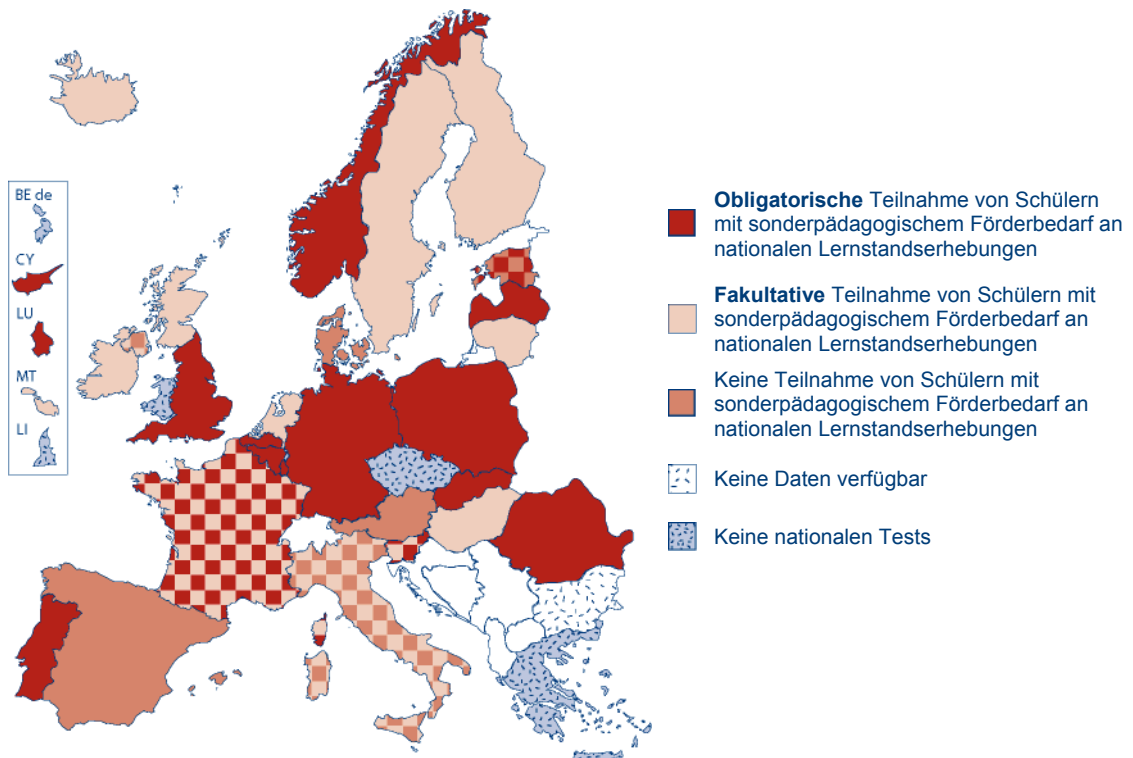 BE de
CY
LU
MT
LI
Obligatorische Teilnahme von Schülern
mit sonderpädagogischem Förderbedarf an
nationalen Lernstandserhebungen
Fakultative Teilnahme von Schülern mit
sonderpädagogischem Förderbedarf an
nationalen Lernstandserhebungen
Keine Teilnahme von Schülern mit
sonderpädagogischem Förderbedarf an
nationalen Lernstandserhebungen
Keine Daten verfügbar
Keine nationalen Tests